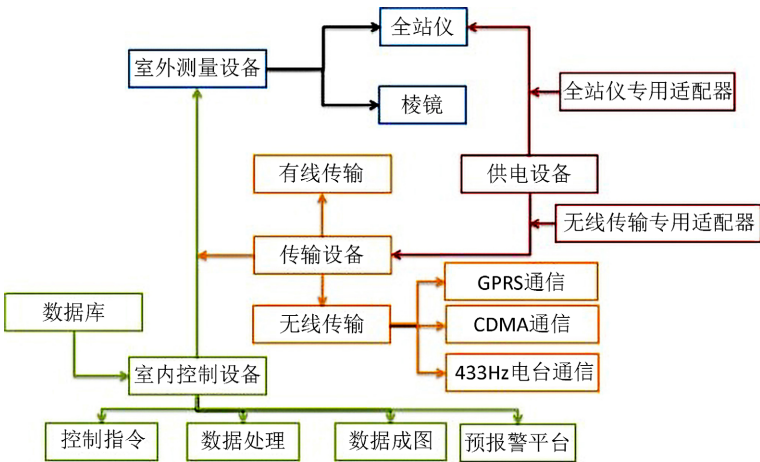 全站仪
室外测量设备
全站仪专用适配器
棱镜
有线传输
供电设备
无线传输专用适配器
传输设备
GPRS通信
数据库
无线传输
CDMA通信
室内控制设备
433Hz电台通信
控制指令
数据处理
数据成图
预报警平台